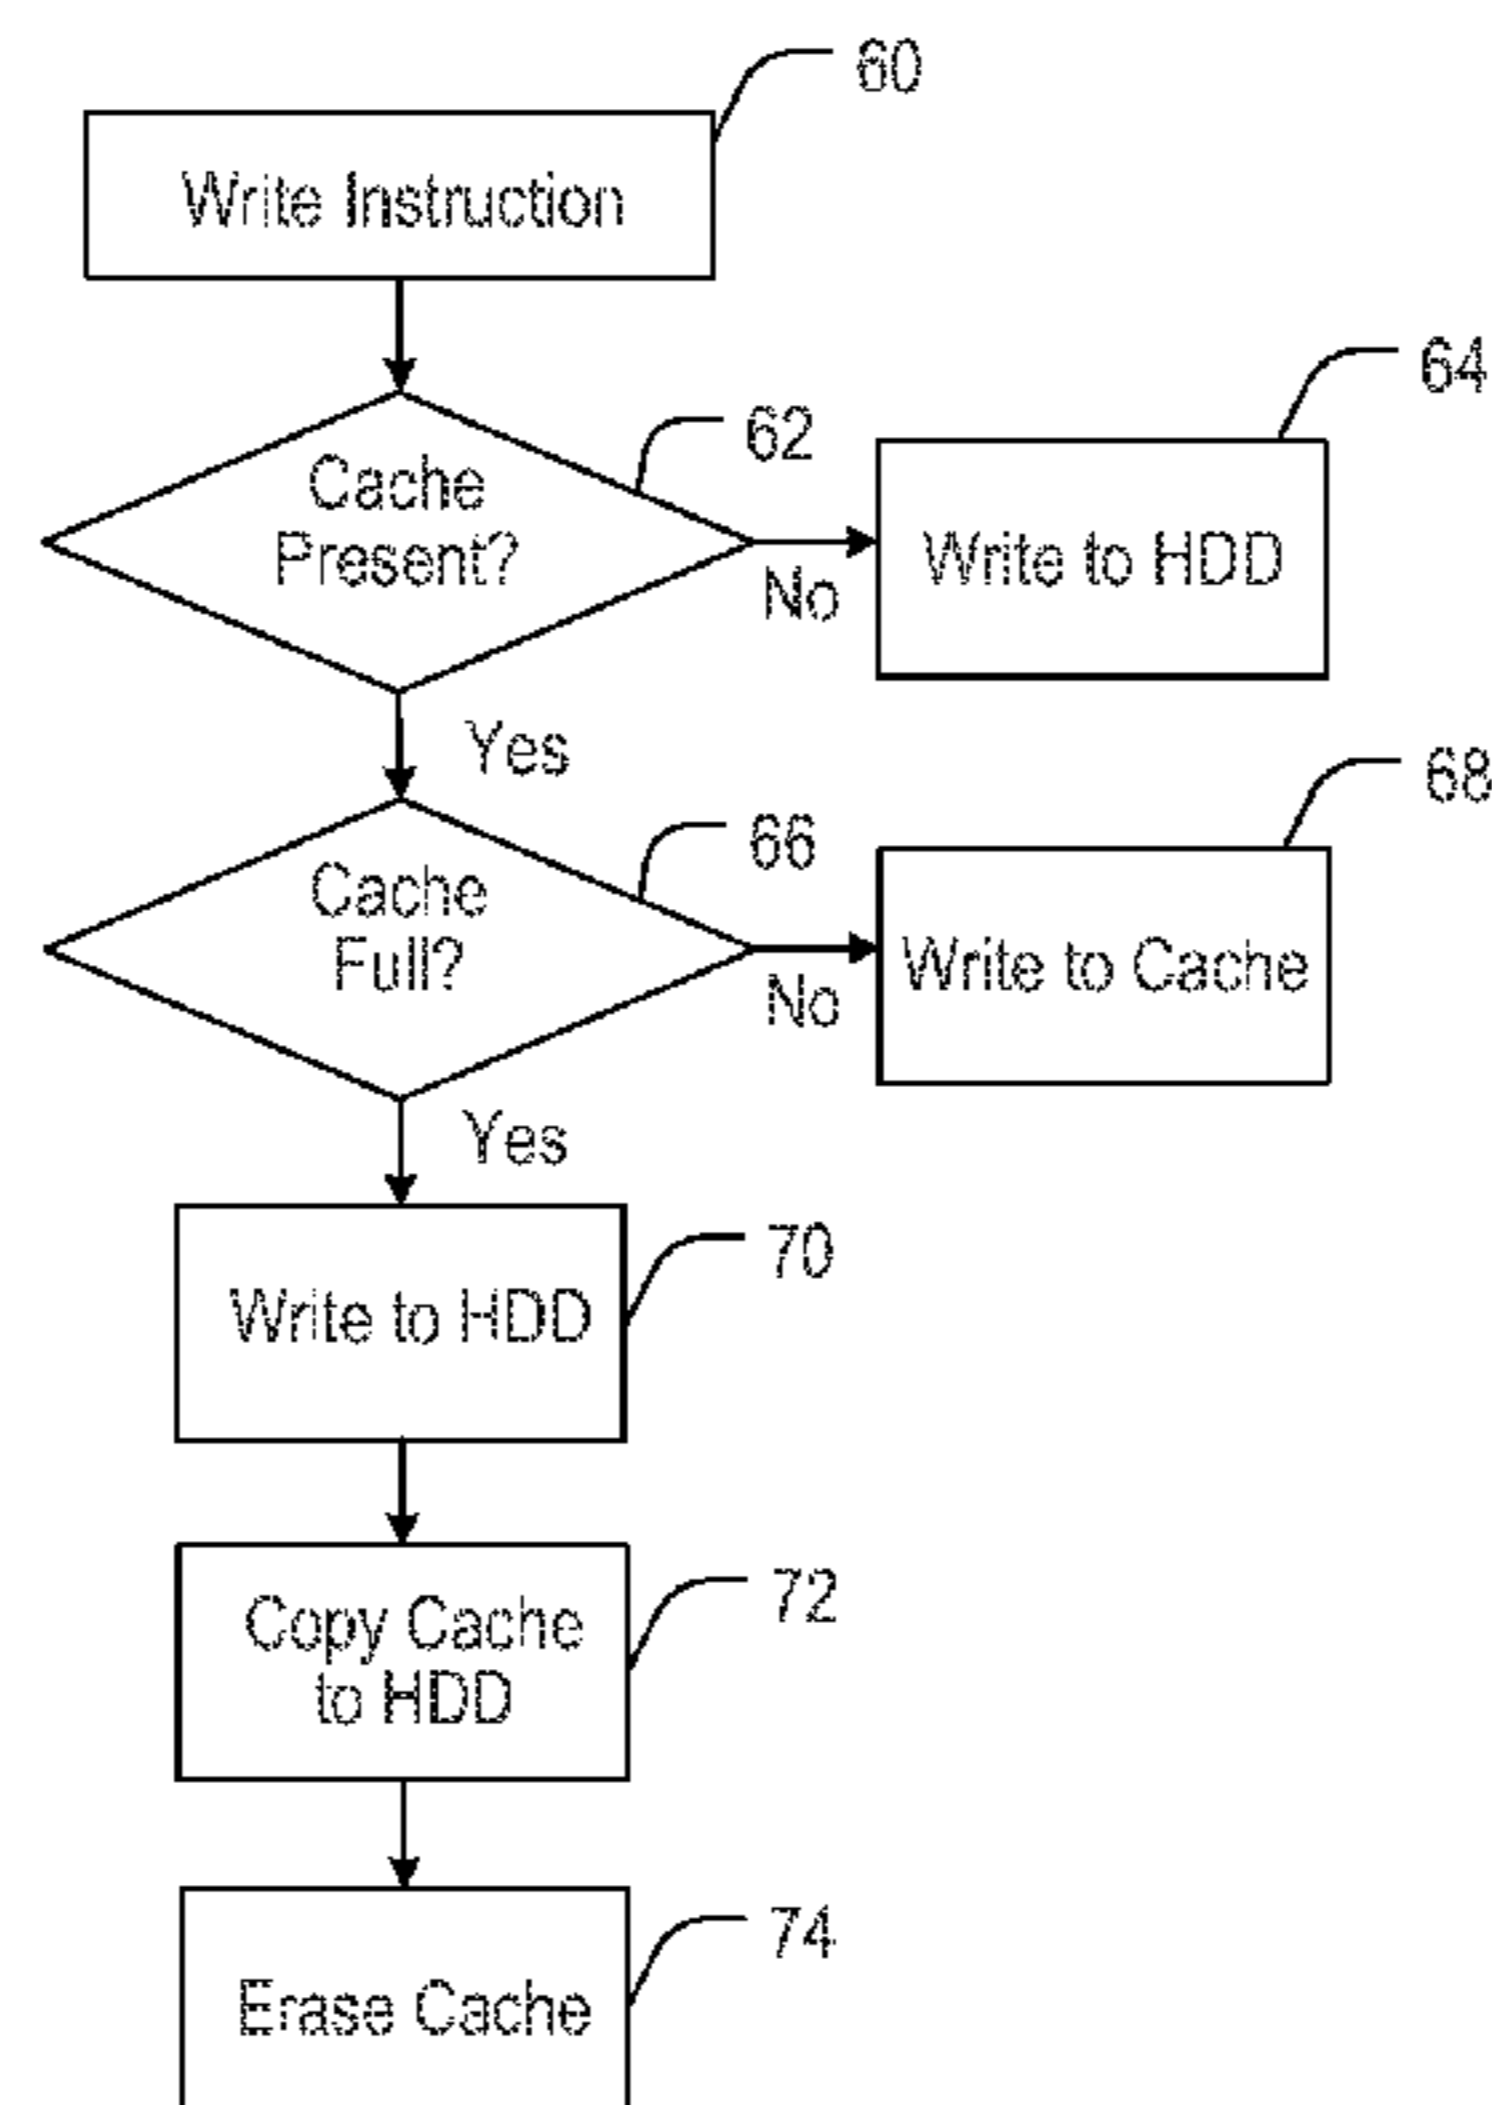 60
Write Instruction
64
62
Cache
Present?
No
Write to HDD
Yes
68
66
Cache
Full?
No
Write to Cache
Yes
70
Write to HDD
72
Copy Cache
to HDD
74
Erase Cache